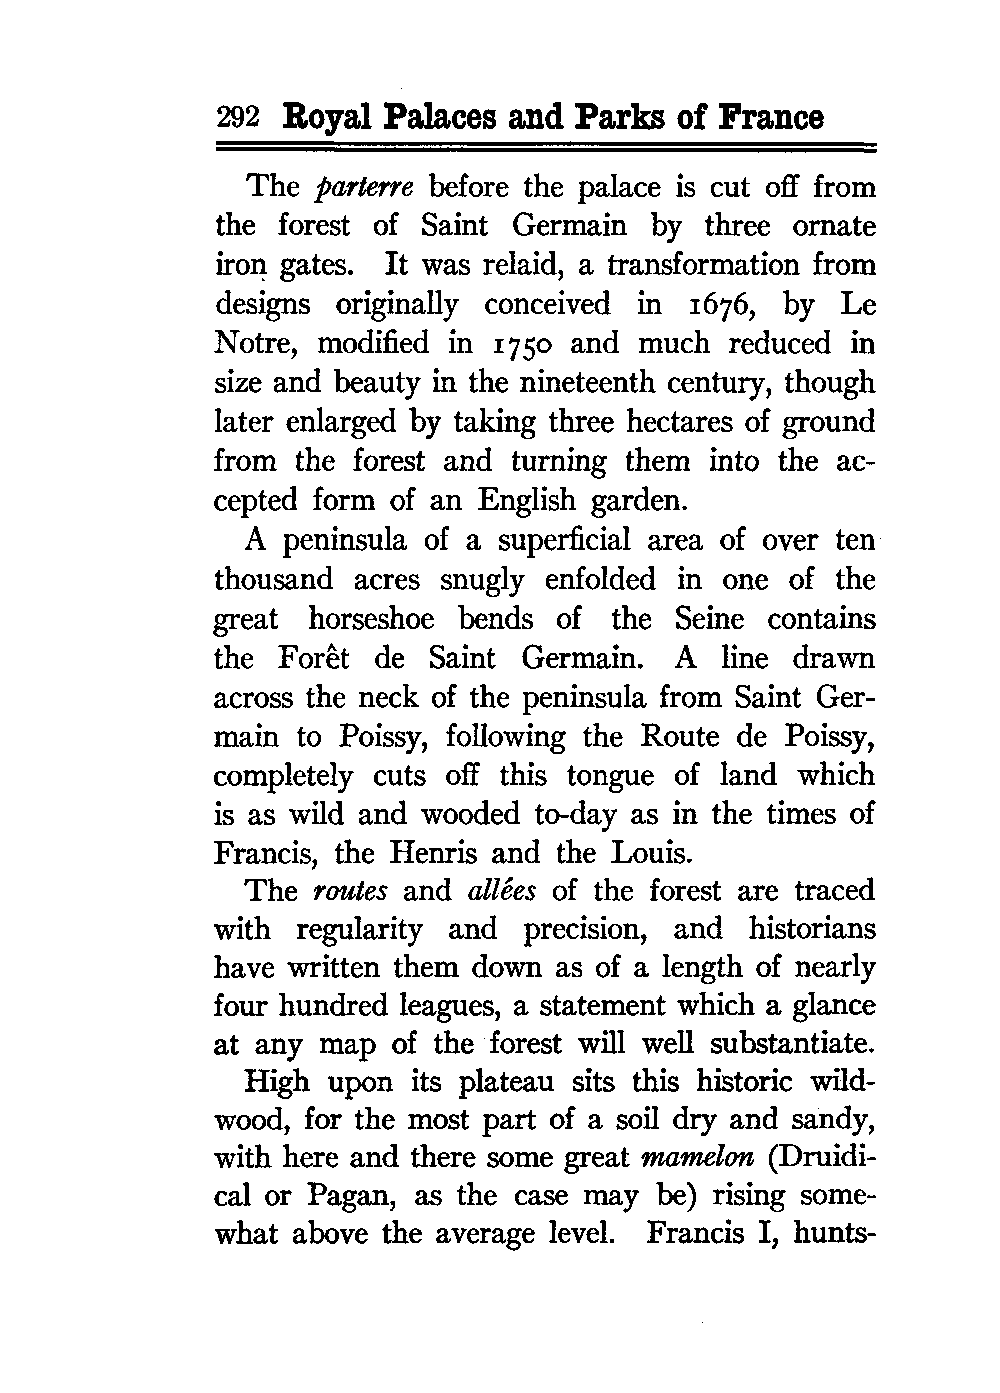 292 Royal Palaces and Parks of France
The parterre before the palace is cut off from
the forest of Saint Germain by three ornate
iron gates. It was relaid, a transformation from
designs originally conceived in 1676, by Le
Notre, modified in 1750 and much reduced in
size and beauty in the nineteenth century, though
later enlarged by taking three hectares of ground
from the forest and turning them into the ac-
cepted form of an English garden.
A peninsula of a superficial area of over ten
thousand acres snugly enfolded in one of the
great horseshoe bends of the Seine contains
the Forêt de Saint Germain. A line drawn
across the neck of the peninsula from Saint Ger-
main to Poissy, following the Route de Poissy,
completely cuts off this tongue of land which
is as wild and wooded to-day as in the times of
Francis, the Henris and the Louis.
The routes and allées of the forest are traced
with regularity and precision, and historians
have written them down as of a length of nearly
four hundred leagues, a statement which a glance
at any map of the forest will well substantiate.
High upon its plateau sits this historic wild-
wood, for the most part of a soil dry and sandy,
with here and there some great mamelon (Druidi-
cal or Pagan, as the case may be) rising some-
what above the average level. Francis I, hunts-